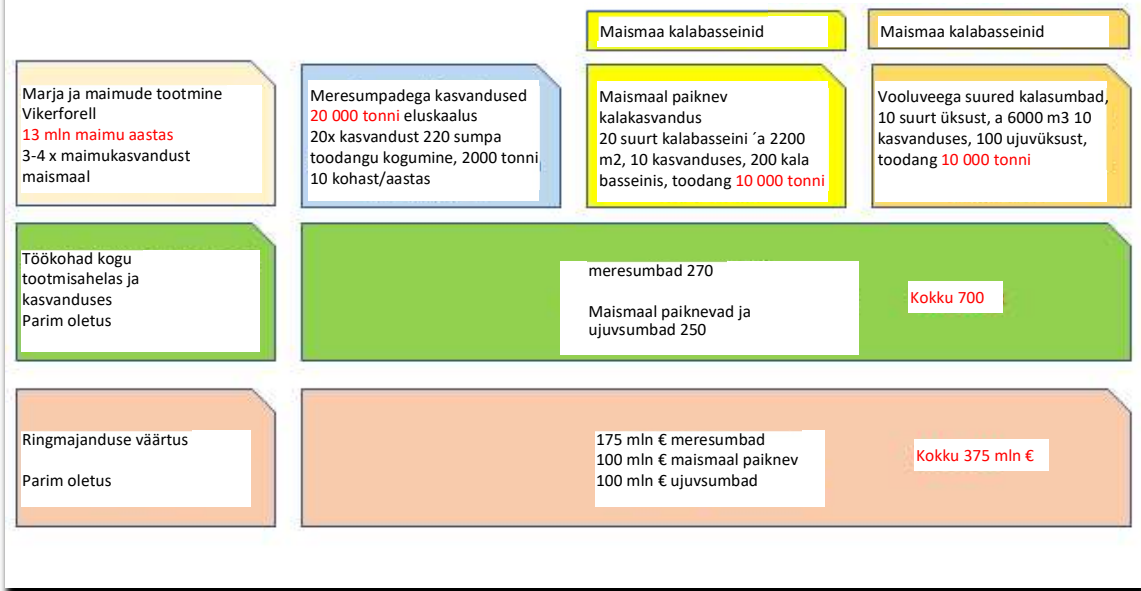 Maismaa kalabasseinid
Maismaa kalabasseinid
Marja ja maimude tootmine
Vikerforell
13 mln maimu aastas
3-4 x maimukasvandust
maismaal
Meresumpadega kasvandused
20 000 tonni eluskaalus
20x kasvandust 220 sumpa
toodangu kogumine, 2000 tonni
10 kohast/aastas
Maismaal paiknev
kalakasvandus
20 suurt kalabasseini ´a 2200
m2, 10 kasvanduses, 200 kala
basseinis, toodang 10 000 tonni
Vooluveega suured kalasumbad,
10 suurt üksust, a 6000 m3 10
kasvanduses, 100 ujuvüksust,
toodang 10 000 tonni
Töökohad kogu
tootmisahelas ja
kasvanduses
Parim oletus
meresumbad 270
Maismaal paiknevad ja
ujuvsumbad 250
Kokku 700
Ringmajanduse väärtus
Parim oletus
175 mln € meresumbad
100 mln € maismaal paiknev
100 mln € ujuvsumbad
Kokku 375 mln €